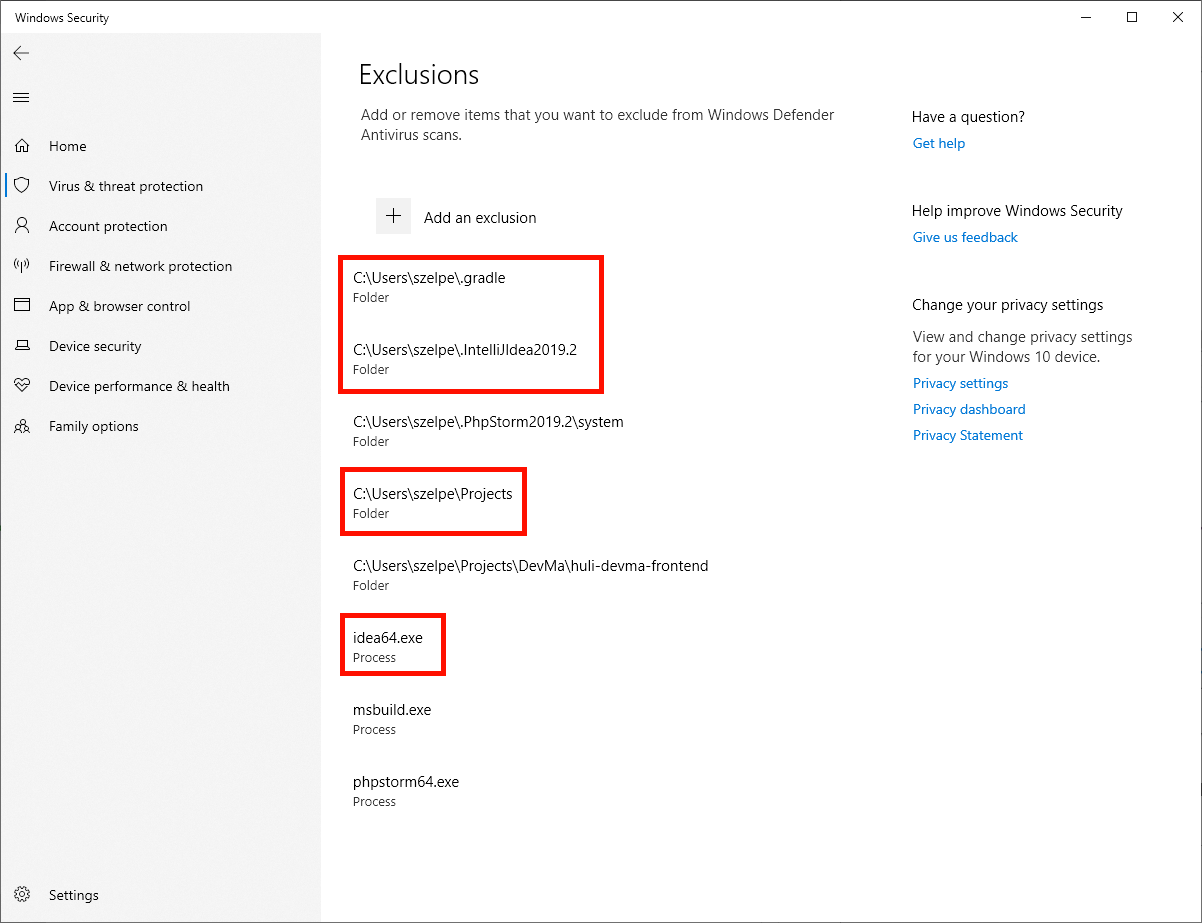 Windows Security
Home
Virus & threat protection
Account protection
Firewall & network protection
App & browser control
Device security
Device performance & health
Family options
Settings
Exclusions
Add or remove items that you want to exclude from Windows Defender
Antivirus scans.
Add an exclusion
C:\Users\szelpe\.gradle
Folder
C:\Users\szelpe\.IntelliJIdea2019.2
Folder
C:\Users\szelpe\.PhpStorm2019.2\system
Folder
C:\Users\szelpe\Projects
Folder
C:\Users\szelpe\Projects\DevMa\huli-devma-frontend
Folder
idea64.exe
Process
msbuild.exe
Process
phpstorm64.exe
Process
Have a question?
Get help
Help improve Windows Security
Give us feedback
Change your privacy settings
View and change privacy settings
for your Windows 10 device.
Privacy settings
Privacy dashboard
Privacy Statement